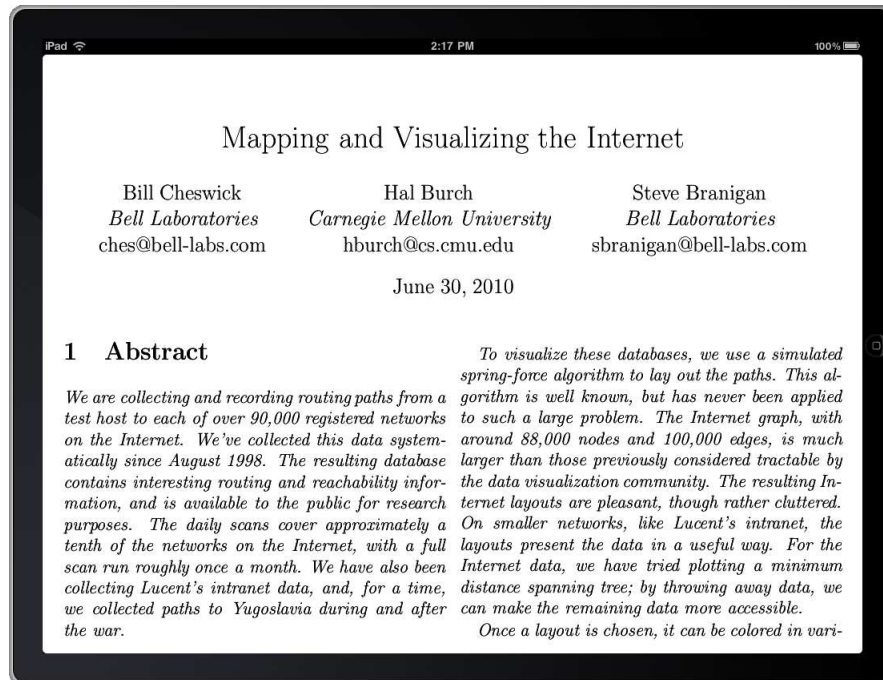 iPad
2:17 PM
100%
Mapping and Visualizing the Internet
Bill Cheswick
Bell Laboratories
ches@bell-labs.com
Hal Burch
Carnegie Mellon University
hburch@cs.cmu.edu
Steve Branigan
Bell Laboratories
sbranigan@bell-labs.com
June 30, 2010
1 Abstract
We are collecting and recording routing paths from a
test host to each of over 90,000 registered networks
on the Internet. We've collected this data system-
atically since August 1998. The resulting database
contains interesting routing and reachability infor-
mation, and is available to the public for research
purposes. The daily scans cover approximately a
tenth of the networks on the Internet, with a full
scan run roughly once a month. We have also been
collecting Lucent's intranet data, and, for a time,
we collected paths to Yugoslavia during and after
the war.
To visualize these databases, we use a simulated
spring-force algorithm to lay out the paths. This al-
gorithm is well known, but has never been applied
to such a large problem. The Internet graph, with
around 88,000 nodes and 100,000 edges, is much
larger than those previously considered tractable by
the data visualization community. The resulting In-
ternet layouts are pleasant, though rather cluttered.
On smaller networks, like Lucent's intranet, the
layouts present the data in a useful way. For the
Internet data, we have tried plotting a minimum
distance spanning tree; by throwing away data, we
can make the remaining data more accessible.
Once a layout is chosen, it can be colored in vari-